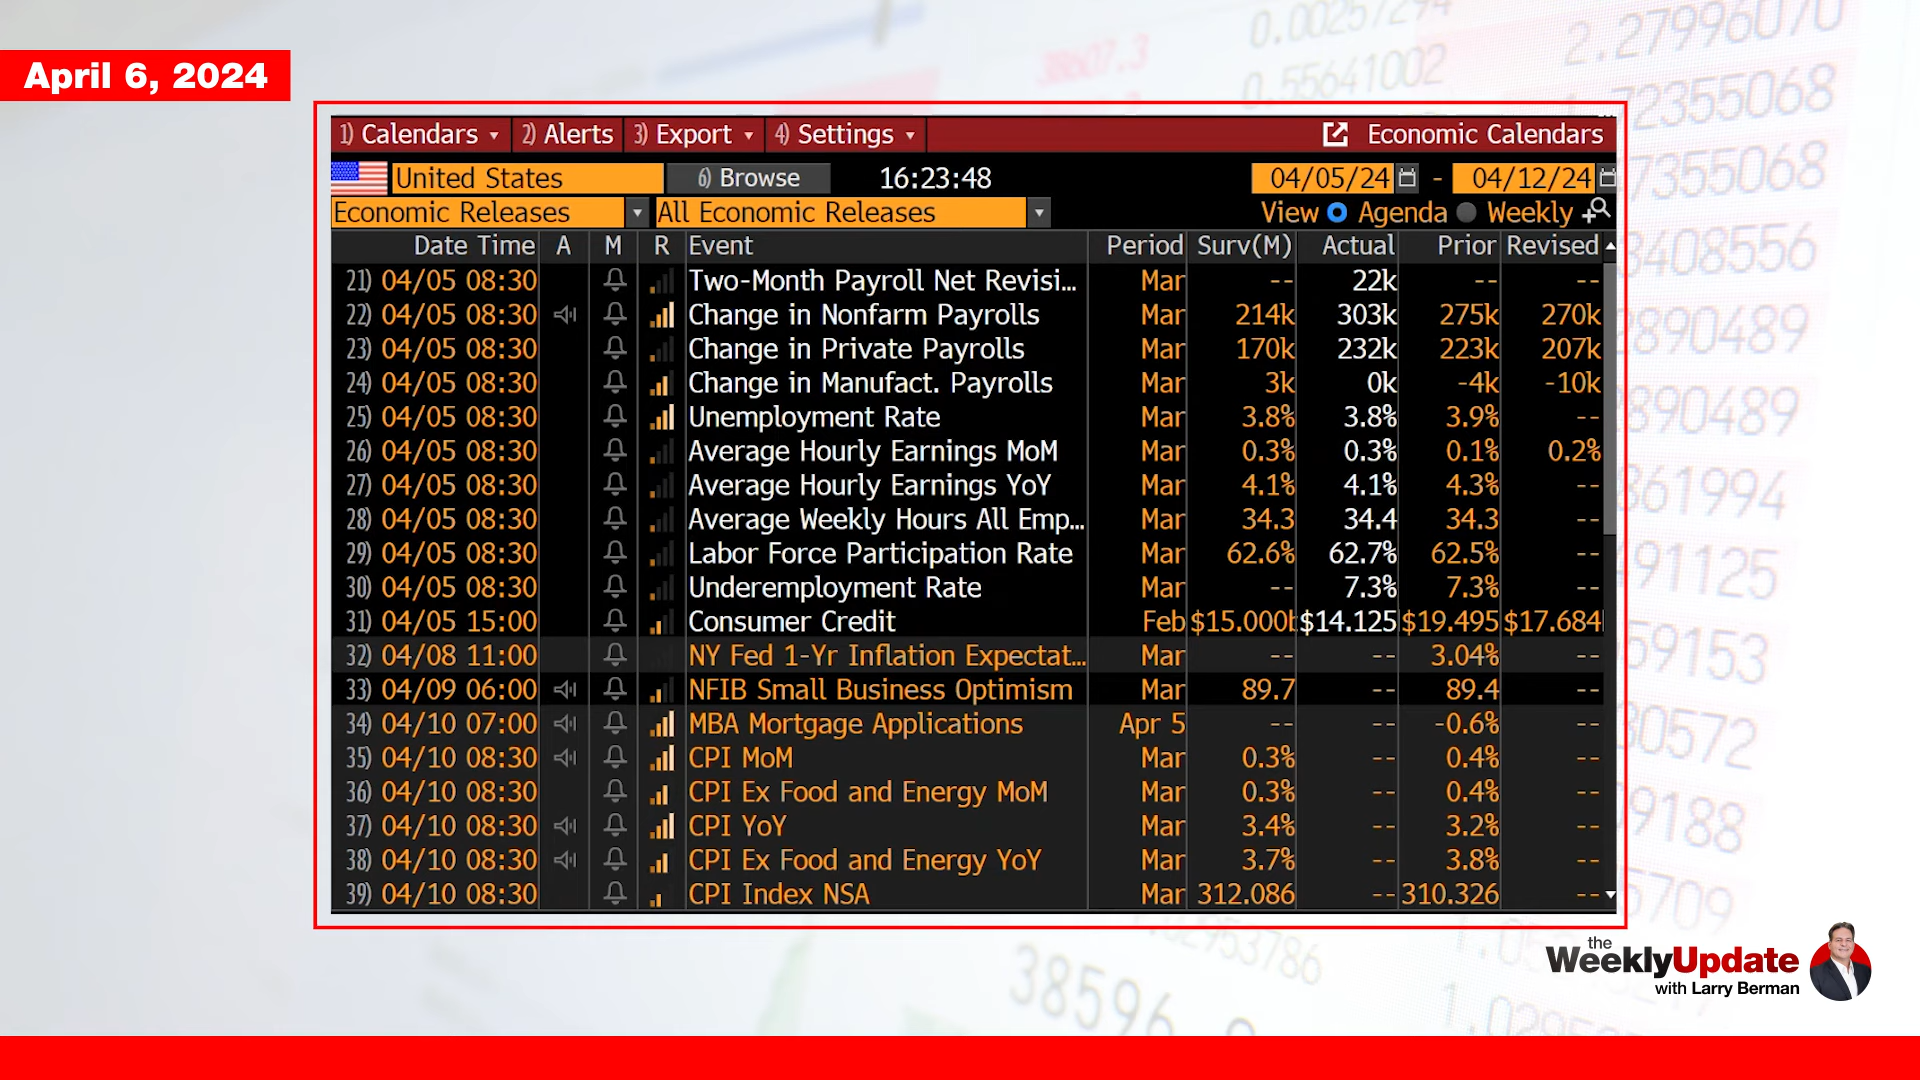 April 6, 2024
1) Calendars 2) Alerts 3) Export 4) Settings Economic Calendars
United States 6) Browse 16:23:48 04/05/24 - 04/12/24
Economic Releases All Economic Releases View Agenda Weekly
Date Time A M R Event Period Surv(M) Actual Prior Revised
21) 04/05 08:30 Two-Month Payroll Net Revisi... Mar -- 22k -- --
22) 04/05 08:30 Change in Nonfarm Payrolls Mar 214k 303k 275k 270k
23) 04/05 08:30 Change in Private Payrolls Mar 170k 232k 223k 207k
24) 04/05 08:30 Change in Manufact. Payrolls Mar 3k 0k -4k -10k
25) 04/05 08:30 Unemployment Rate Mar 3.8% 3.8% 3.9% --
26) 04/05 08:30 Average Hourly Earnings MoM Mar 0.3% 0.3% 0.1% 0.2%
27) 04/05 08:30 Average Hourly Earnings YoY Mar 4.1% 4.1% 4.3% --
28) 04/05 08:30 Average Weekly Hours All Emp... Mar 34.3 34.4 34.3 --
29) 04/05 08:30 Labor Force Participation Rate Mar 62.6% 62.7% 62.5% --
30) 04/05 08:30 Underemployment Rate Mar -- 7.3% 7.3% --
31) 04/05 15:00 Consumer Credit Feb $15.000b $14.125 $19.495 $17.684
32) 04/08 11:00 NY Fed 1-Yr Inflation Expectat... Mar -- -- 3.04% --
33) 04/09 06:00 NFIB Small Business Optimism Mar 89.7 -- 89.4 --
34) 04/10 07:00 MBA Mortgage Applications Apr 5 -- -- -0.6% --
35) 04/10 08:30 CPI MoM Mar 0.3% -- 0.4% --
36) 04/10 08:30 CPI Ex Food and Energy MoM Mar 0.3% -- 0.4% --
37) 04/10 08:30 CPI YoY Mar 3.4% -- 3.2% --
38) 04/10 08:30 CPI Ex Food and Energy YoY Mar 3.7% -- 3.8% --
39) 04/10 08:30 CPI Index NSA Mar 312.086 -- 310.326 --
the
WeeklyUpdate
with Larry Berman